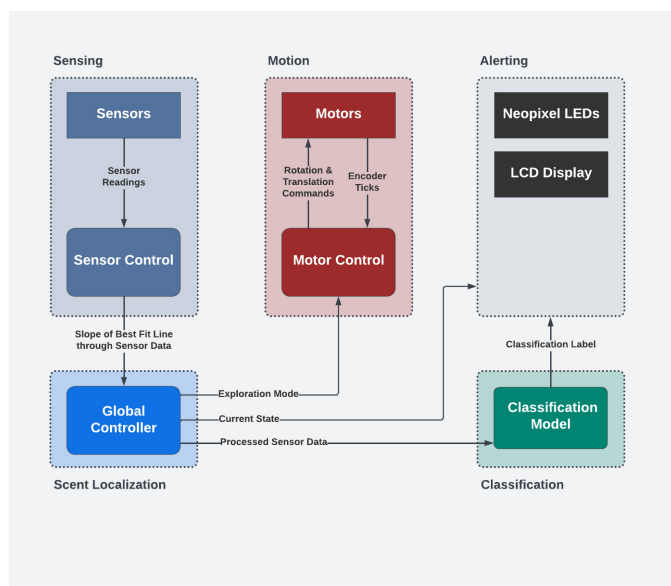 Sensing
Motion
Alerting
Sensors
Motors
Neopixel LEDs
LCD Display
Sensor
Readings
Rotation &
Translation
Commands
Encoder
Ticks
Sensor Control
Motor Control
Slope of Best Fit Line
through Sensor Data
Classification Label
Global
Controller
Exploration Mode
Current State
Processed Sensor Data
Classification
Model
Scent Localization
Classification